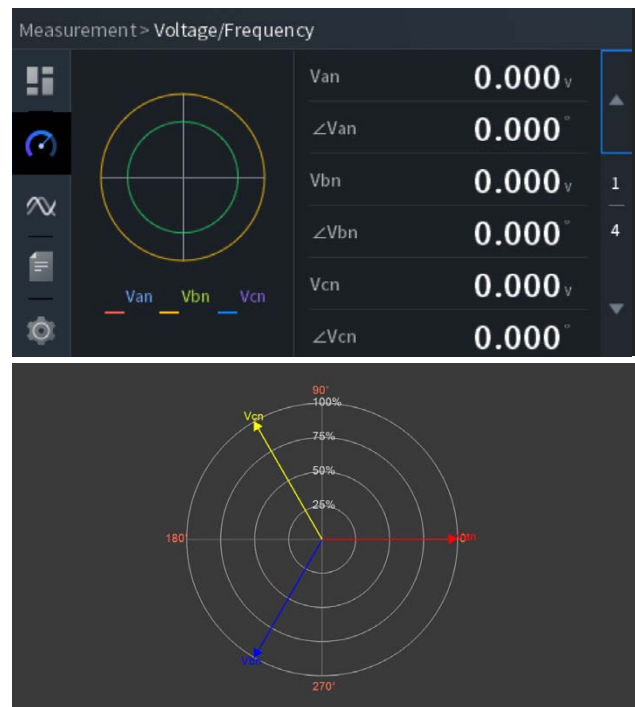 Measurement> Voltage/Frequency
Van 0.000 v
∠Van 0.000°
Vbn 0.000 v
∠Vbn 0.000°
Vcn 0.000 v
∠Vcn 0.000°
Van Vbn Vcn
1
4
90°
100%
Vcn
75%
50%
25%
180°
0°
270°